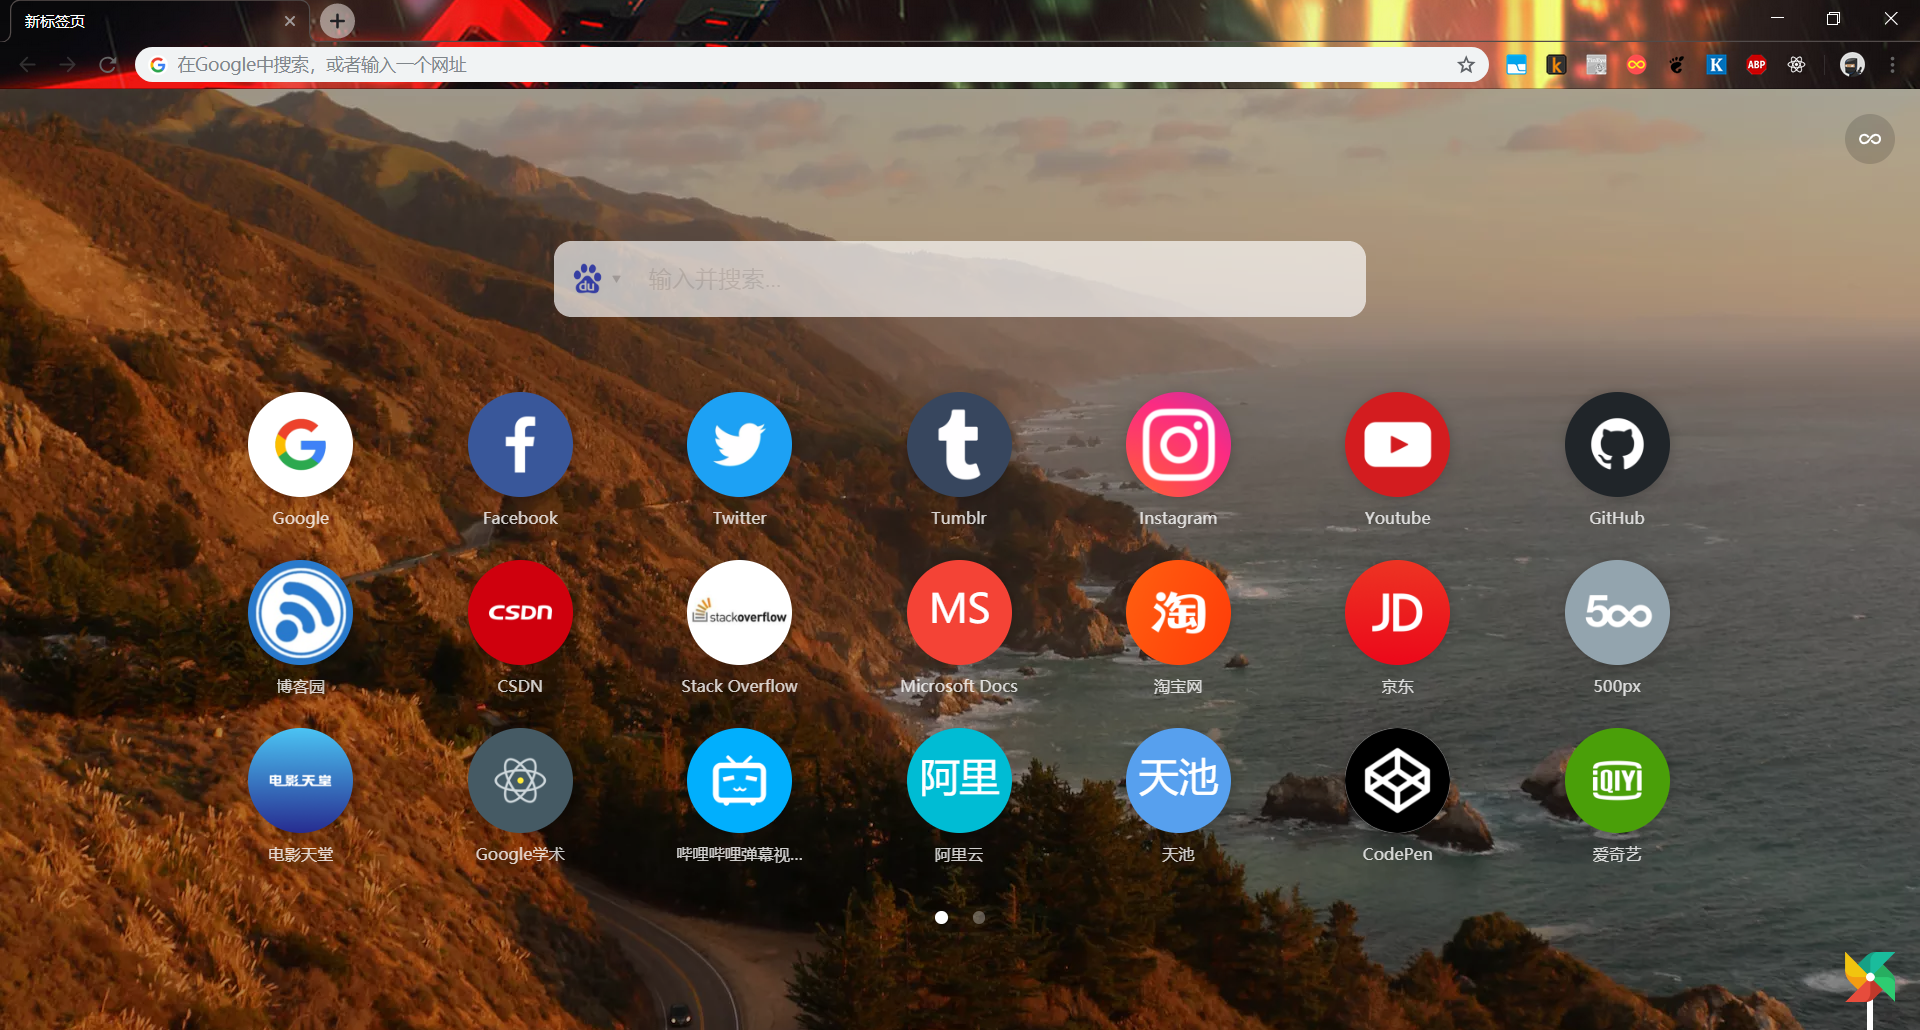 新标签页
在Google中搜索，或者输入一个网址
k
K
ABP
du
输入并搜索...
f
t
Google
Facebook
Twitter
Tumblr
Instagram
Youtube
GitHub
CSDN
stackoverflow
MS
淘
JD
500
博客园
CSDN
Stack Overflow
Microsoft Docs
淘宝网
京东
500px
电影天堂
阿里
天池
iQIYI
电影天堂
Google学术
哔哩哔哩弹幕视...
阿里云
天池
CodePen
爱奇艺